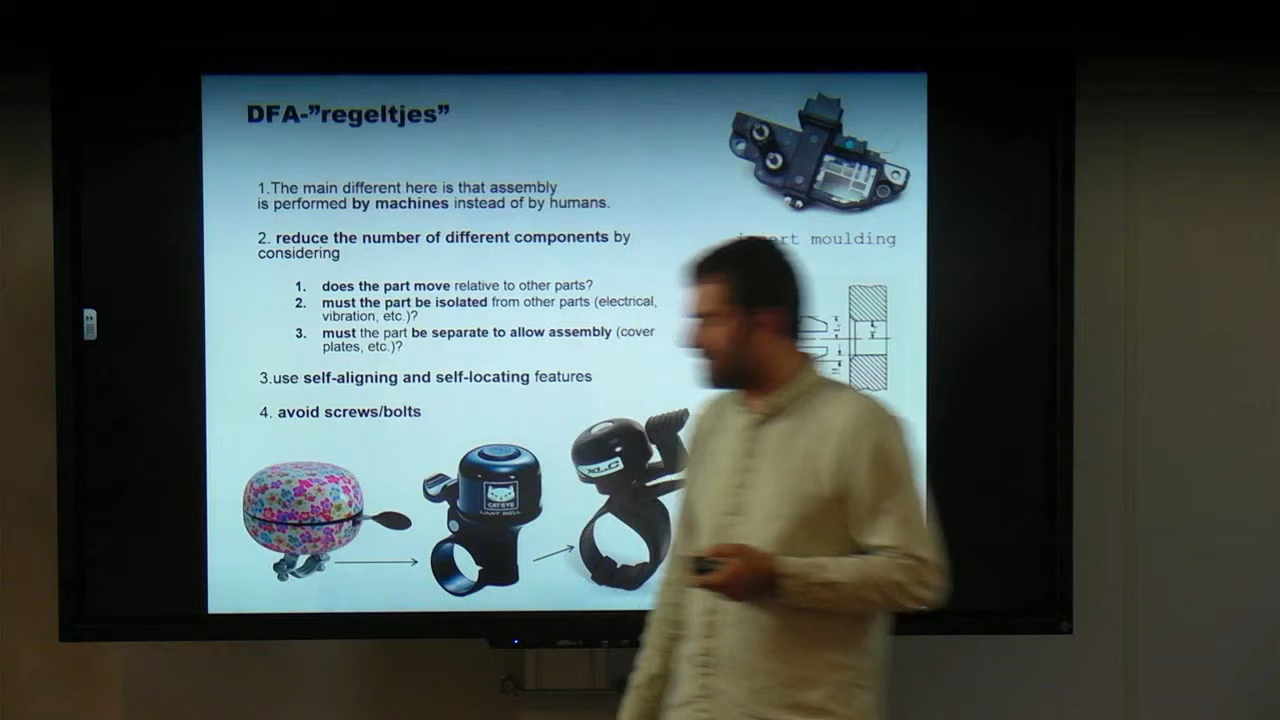 DFA-”regeltjes”
1.The main different here is that assembly
is performed by machines instead of by humans.
2. reduce the number of different components by
considering
1. does the part move relative to other parts?
2. must the part be isolated from other parts (electrical,
vibration, etc.)?
3. must the part be separate to allow assembly (cover
plates, etc.)?
3.use self-aligning and self-locating features
4. avoid screws/bolts
moulding
XLC
CATEYE
LIMIT BELL